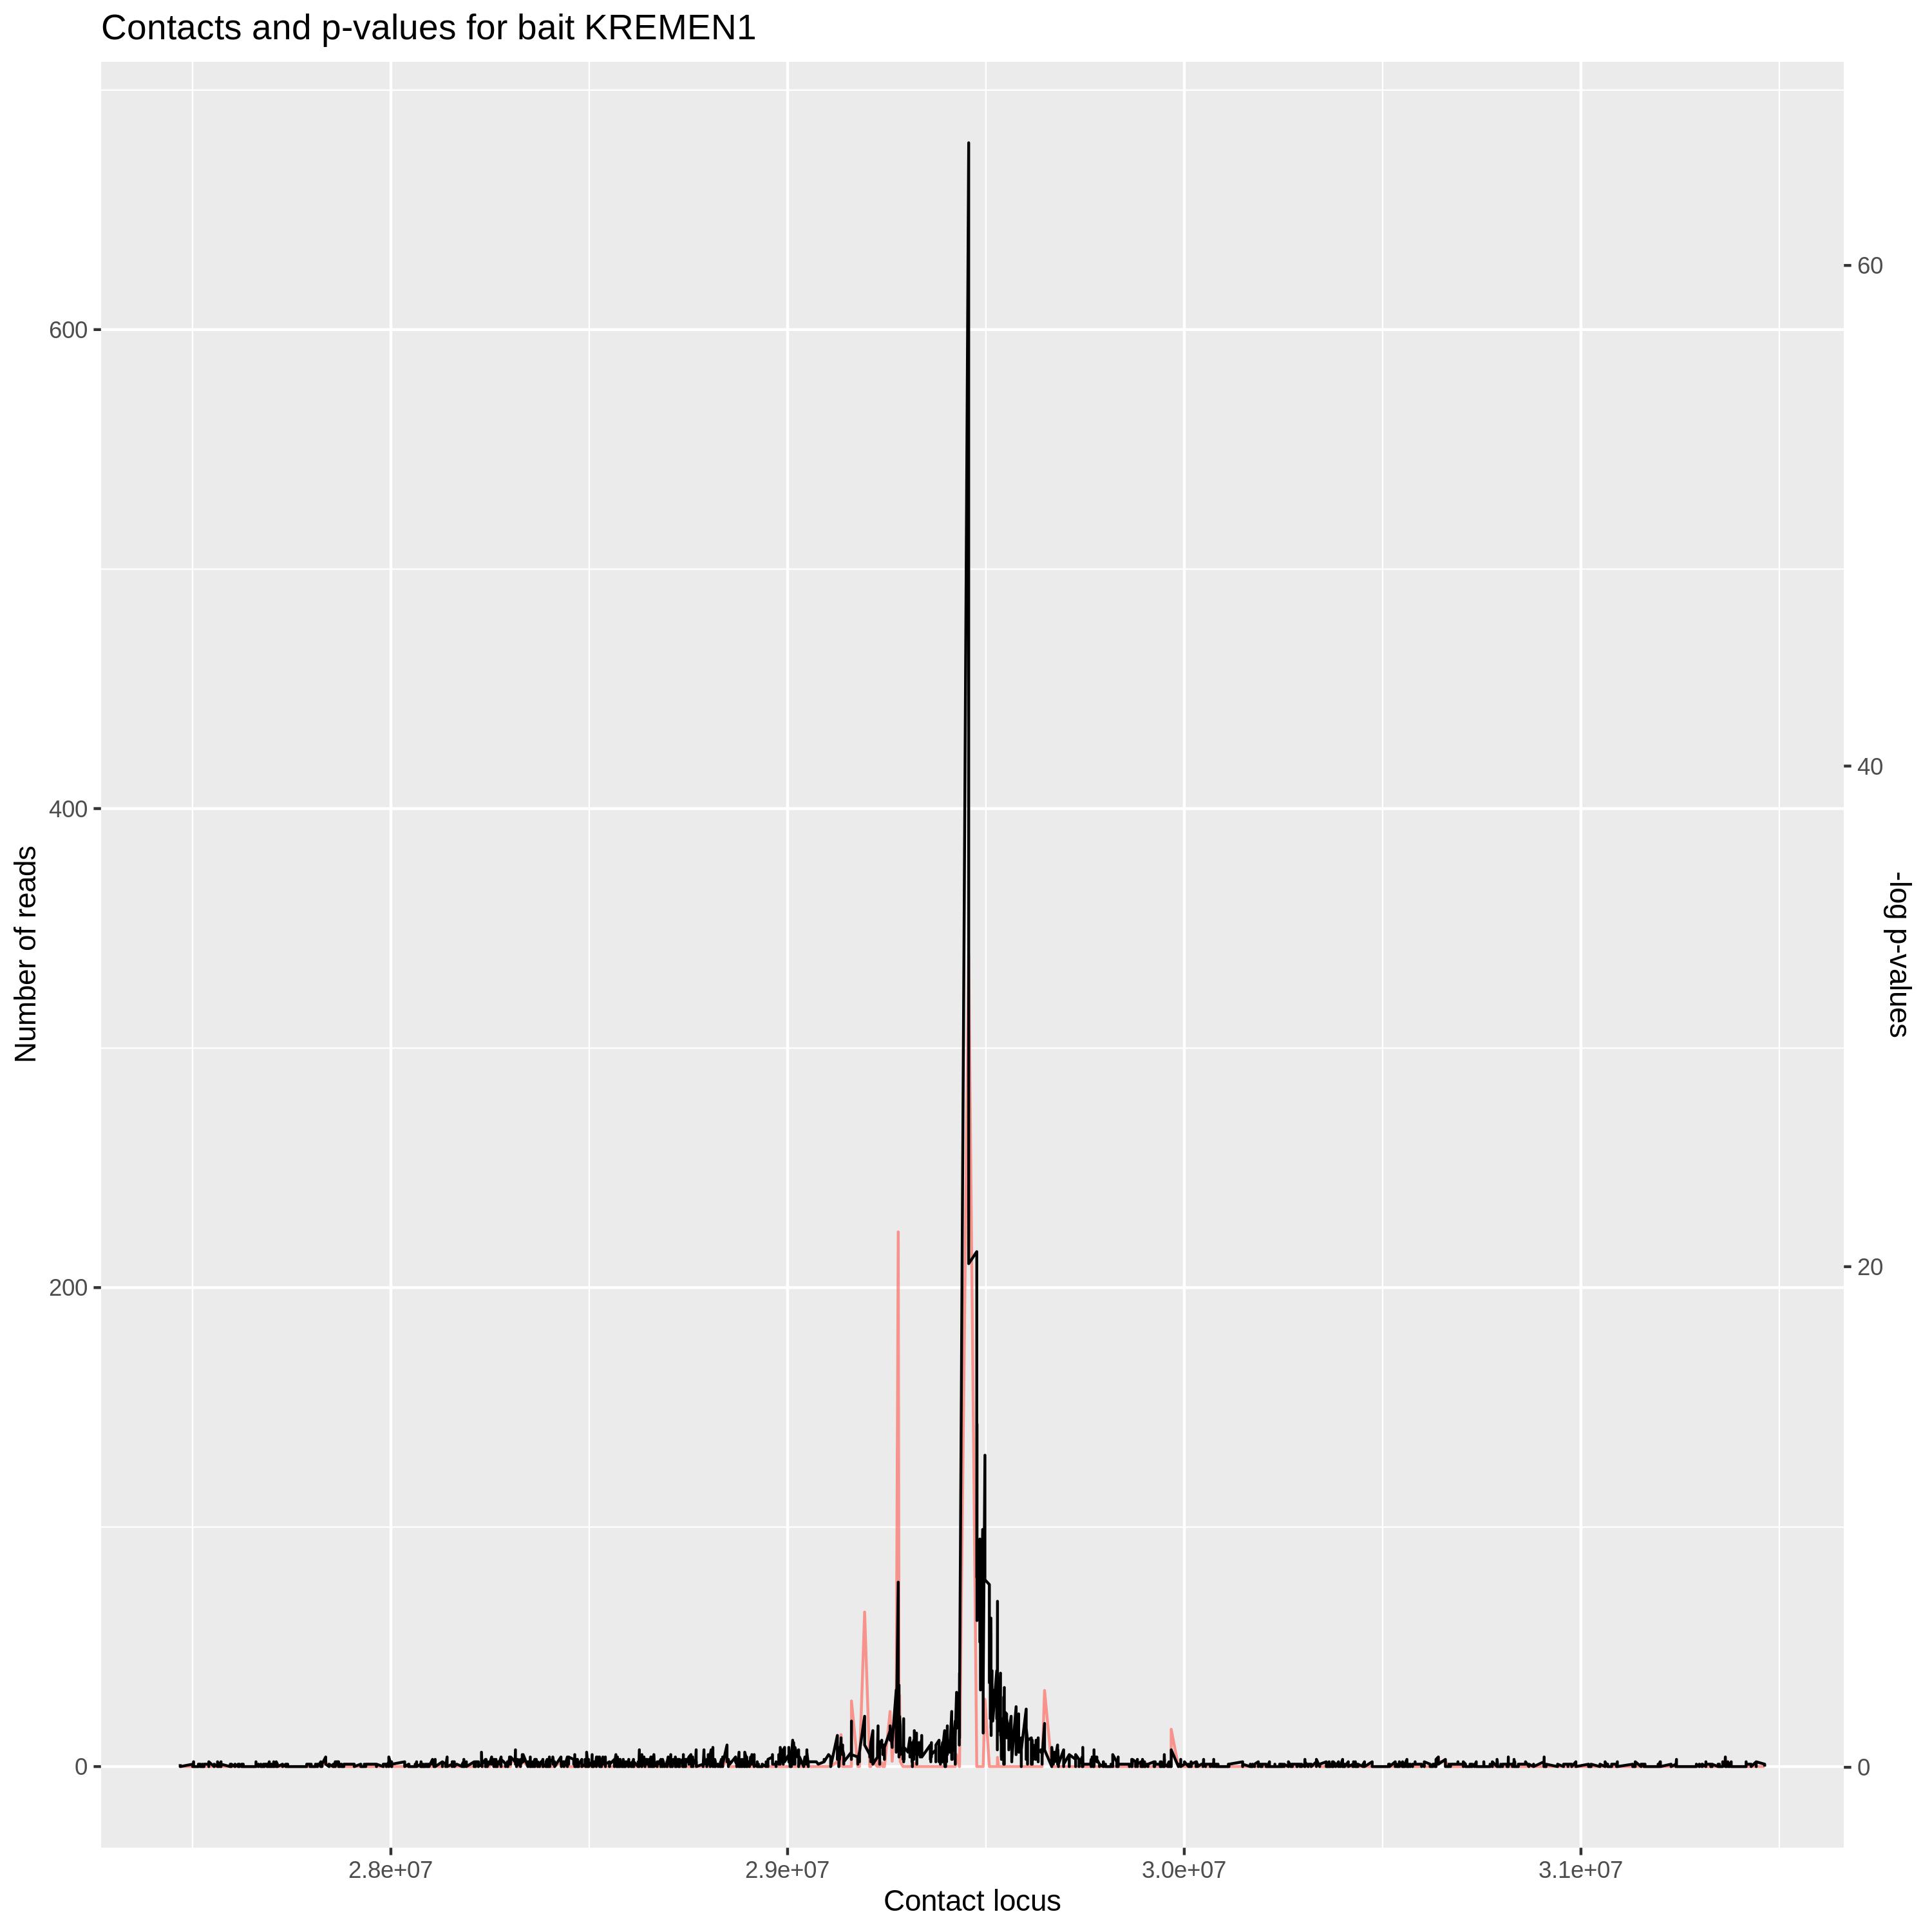 Contacts and p-values for bait KREMEN1
Number of reads
600
400
200
0
60
40
20
0
-log p-values
2.8e+07
2.9e+07
3.0e+07
3.1e+07
Contact locus